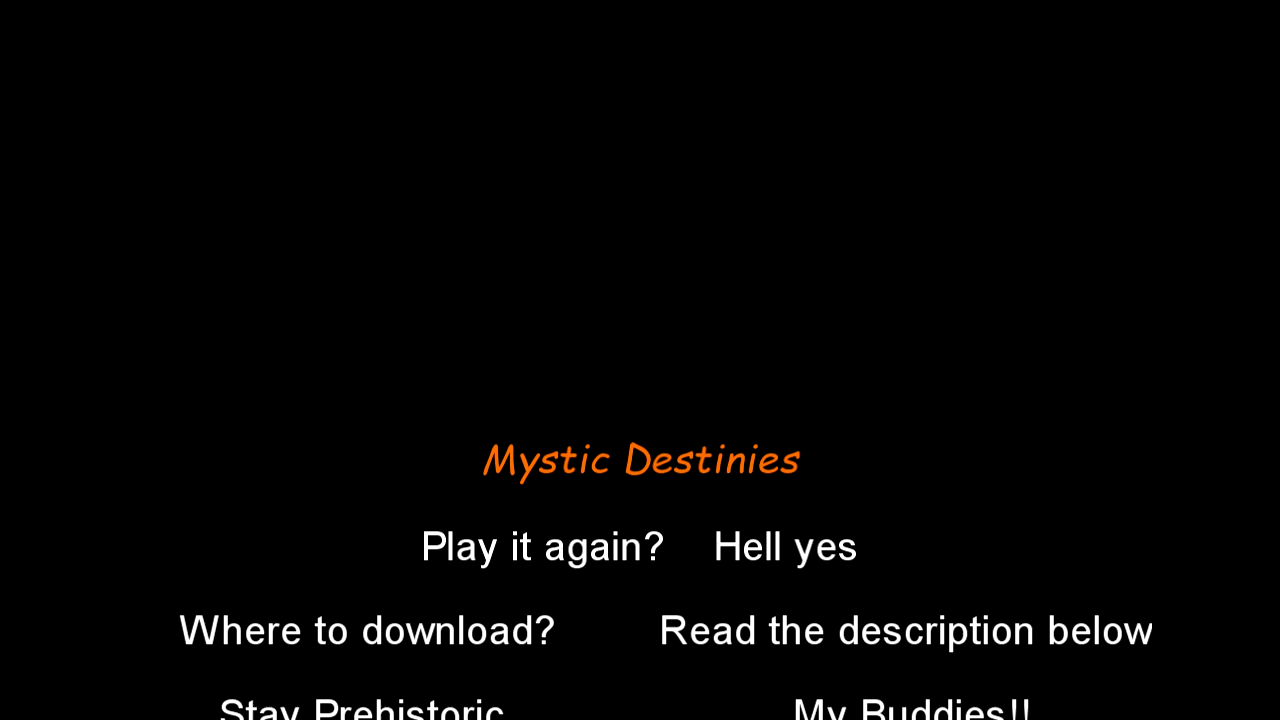 Mystic Destinies
Play it again? Hell yes
Where to download? Read the description below
Stay Prehistoric My Buddies!!